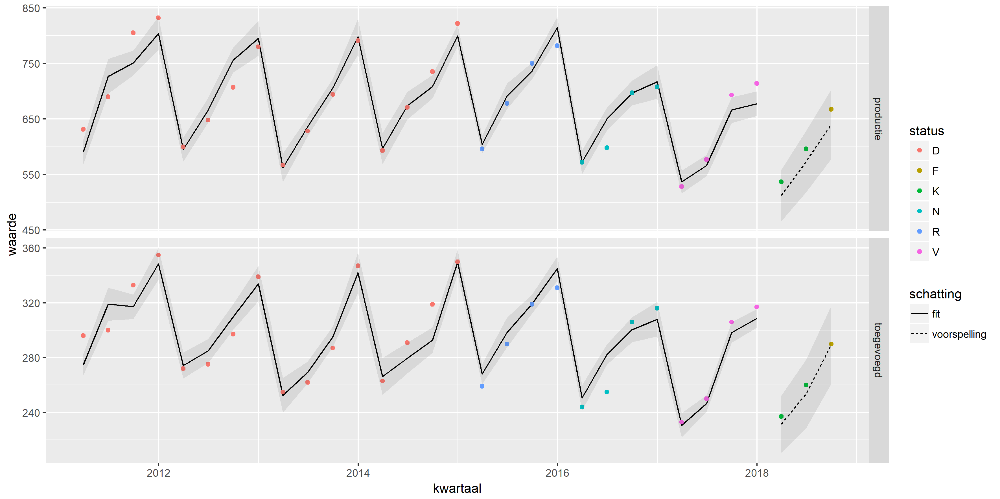 850
750
650
550
450
productie
360
320
280
240
toegevoegd
waarde
2012 2014 2016 2018
kwartaal
status
D
F
K
N
R
V
schatting
fit
voorspelling